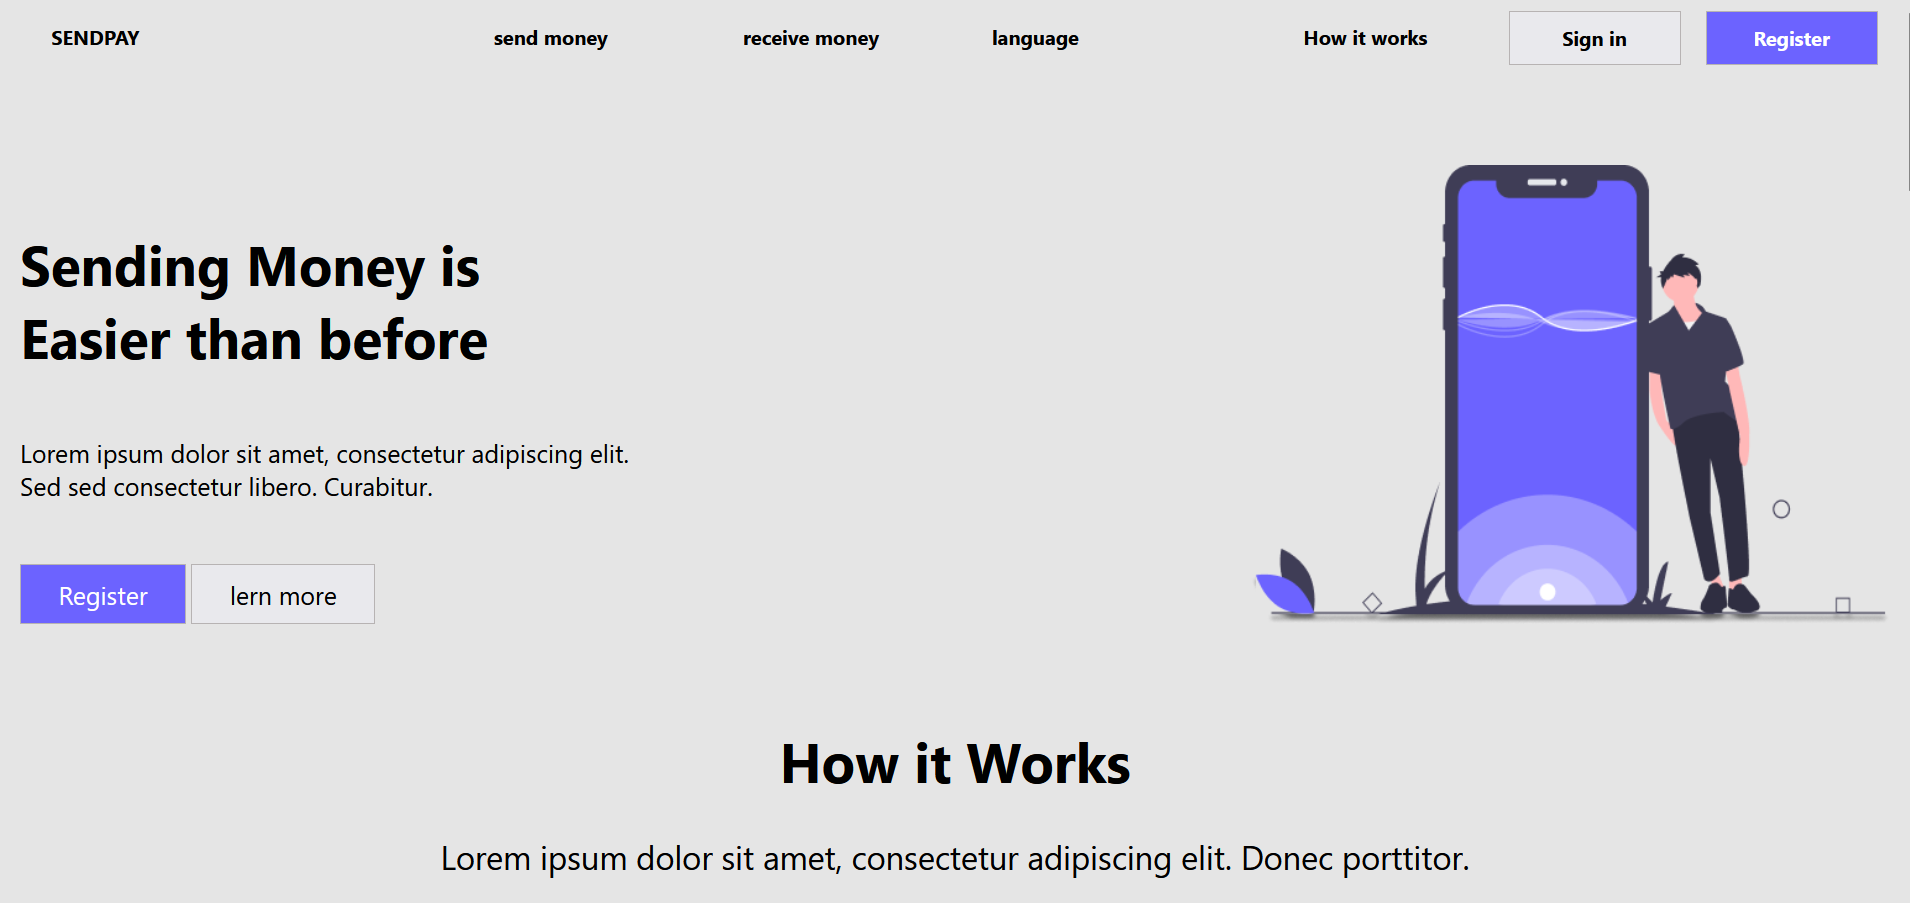 SENDPAY
send money
receive money
language
How it works
Sign in
Register
Sending Money is
Easier than before
Lorem ipsum dolor sit amet, consectetur adipiscing elit.
Sed sed consectetur libero. Curabitur.
Register
lern more
How it Works
Lorem ipsum dolor sit amet, consectetur adipiscing elit. Donec porttitor.